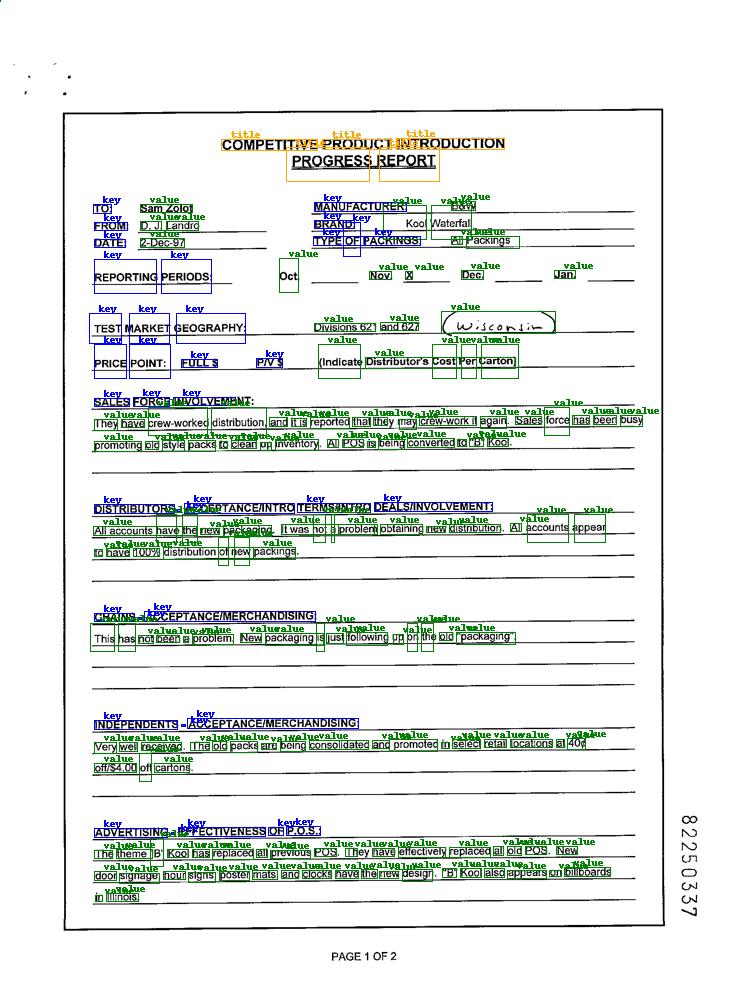 COMPETITIVE PRODUCT INTRODUCTION
PROGRESS REPORT
TO: Sam Zolot MANUFACTURER: B&W
FROM: D. J. Landro BRAND: Kool Waterfall
DATE: 2-Dec-97 TYPE OF PACKINGS: All Packings
REPORTING PERIODS: Oct. Nov. X Dec. Jan.
TEST MARKET GEOGRAPHY: Divisions 621 and 627 Wisconsin
PRICE POINT: FULL $ P/V $ (Indicate Distributor's Cost Per Carton)
SALES FORCE INVOLVEMENT:
They have crew-worked distribution, and it is reported that they may crew-work it again. Sales force has been busy
promoting old style packs to clean up inventory. All POS is being converted to "B" Kool.
DISTRIBUTORS - ACCEPTANCE/INTRO TERMS/INTRO DEALS/INVOLVEMENT:
All accounts have the new packaging. It was not a problem obtaining new distribution. All accounts appear
to have 100% distribution of new packings.
CHAINS - ACCEPTANCE/MERCHANDISING:
This has not been a problem. New packaging is just following up on the old "packaging".
INDEPENDENTS - ACCEPTANCE/MERCHANDISING:
Very well received. The old packs are being consolidated and promoted in select retail locations at 40¢
off/$4.00 off cartons.
ADVERTISING - EFFECTIVENESS OF P.O.S.:
The theme "B" Kool has replaced all previous POS. They have effectively replaced all old POS. New
door signage, hour signs, poster mats, and clocks have the new design. "B" Kool also appears on billboards
in Illinois.
PAGE 1 OF 2
82250337